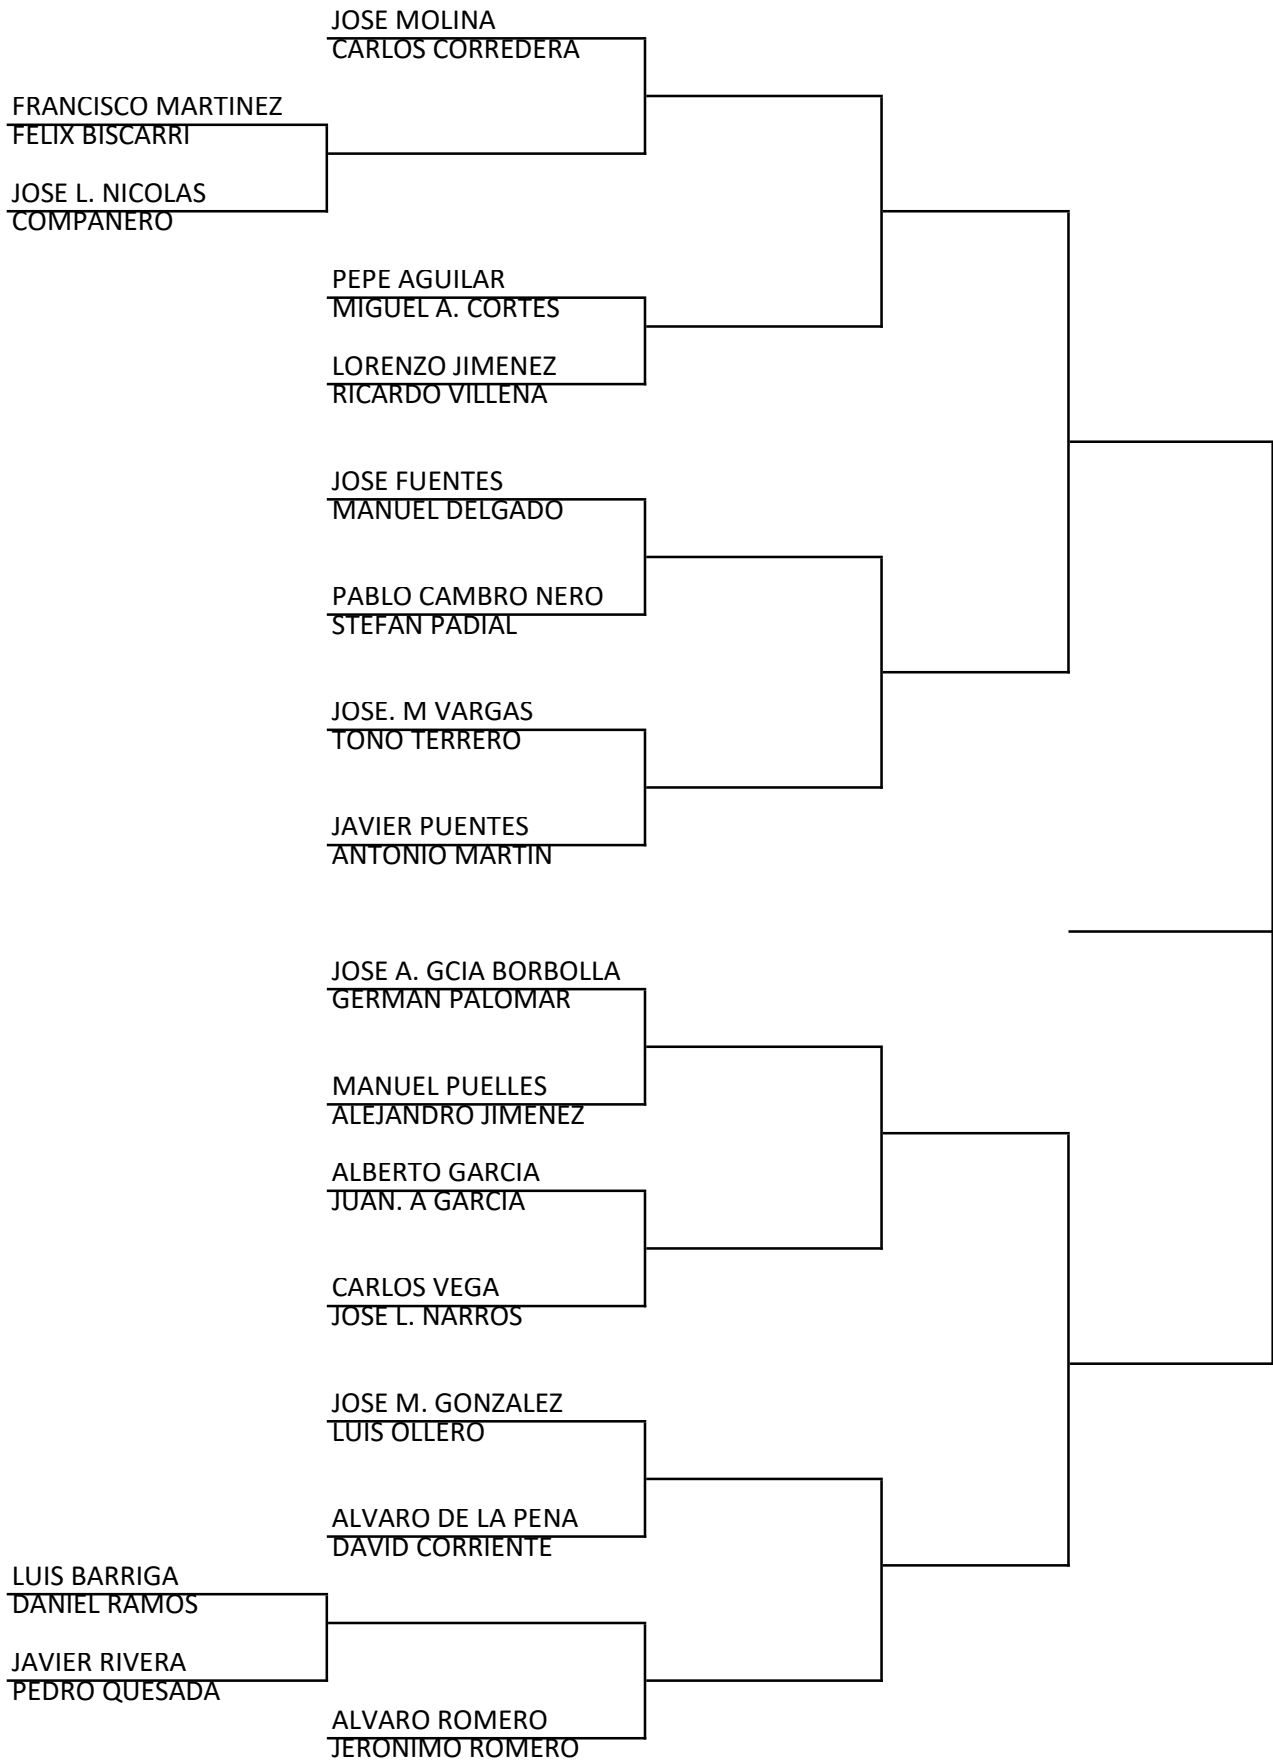 JOSE MOLINA
CARLOS CORREDERA
FRANCISCO MARTINEZ
FELIX BISCARRI
JOSE L. NICOLAS
COMPAÑERO
PEPE AGUILAR
MIGUEL A. CORTES
LORENZO JIMENEZ
RICARDO VILLENA
JOSE FUENTES
MANUEL DELGADO
PABLO CAMBRO NERO
STEFAN PADIAL
JOSE. M VARGAS
TOÑO TERRERO
JAVIER PUENTES
ANTONIO MARTIN
JOSE A. GCIA BORBOLLA
GERMAN PALOMAR
MANUEL PUELLES
ALEJANDRO JIMENEZ
ALBERTO GARCIA
JUAN. A GARCIA
CARLOS VEGA
JOSE L. NARROS
JOSE M. GONZALEZ
LUIS OLLERO
ALVARO DE LA PEÑA
DAVID CORRIENTE
LUIS BARRIGA
DANIEL RAMOS
JAVIER RIVERA
PEDRO QUESADA
ALVARO ROMERO
JERONIMO ROMERO